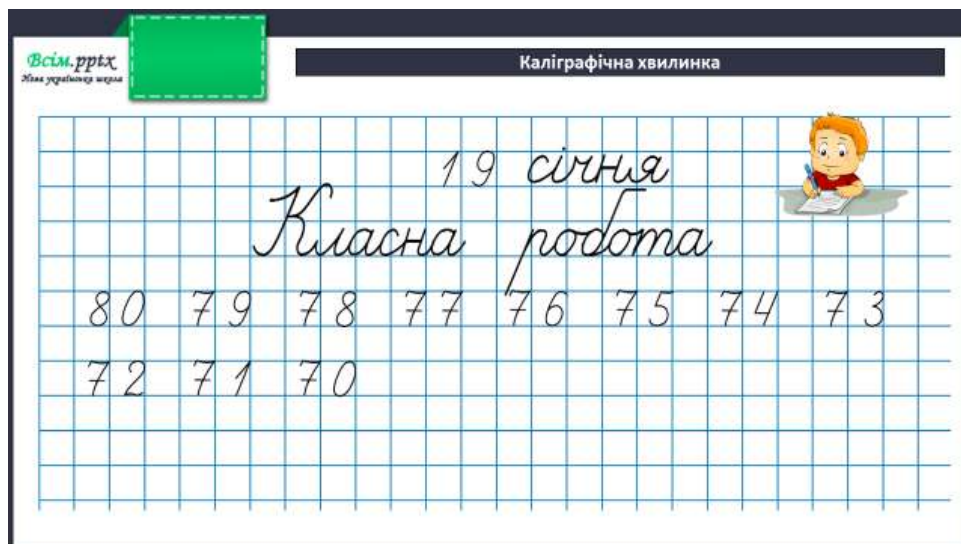 Всім.pptx
Нова українська школа
Каліграфічна хвилинка
19 січня
Класна робота
80 79 78 77 76 75 74 73
72 71 70